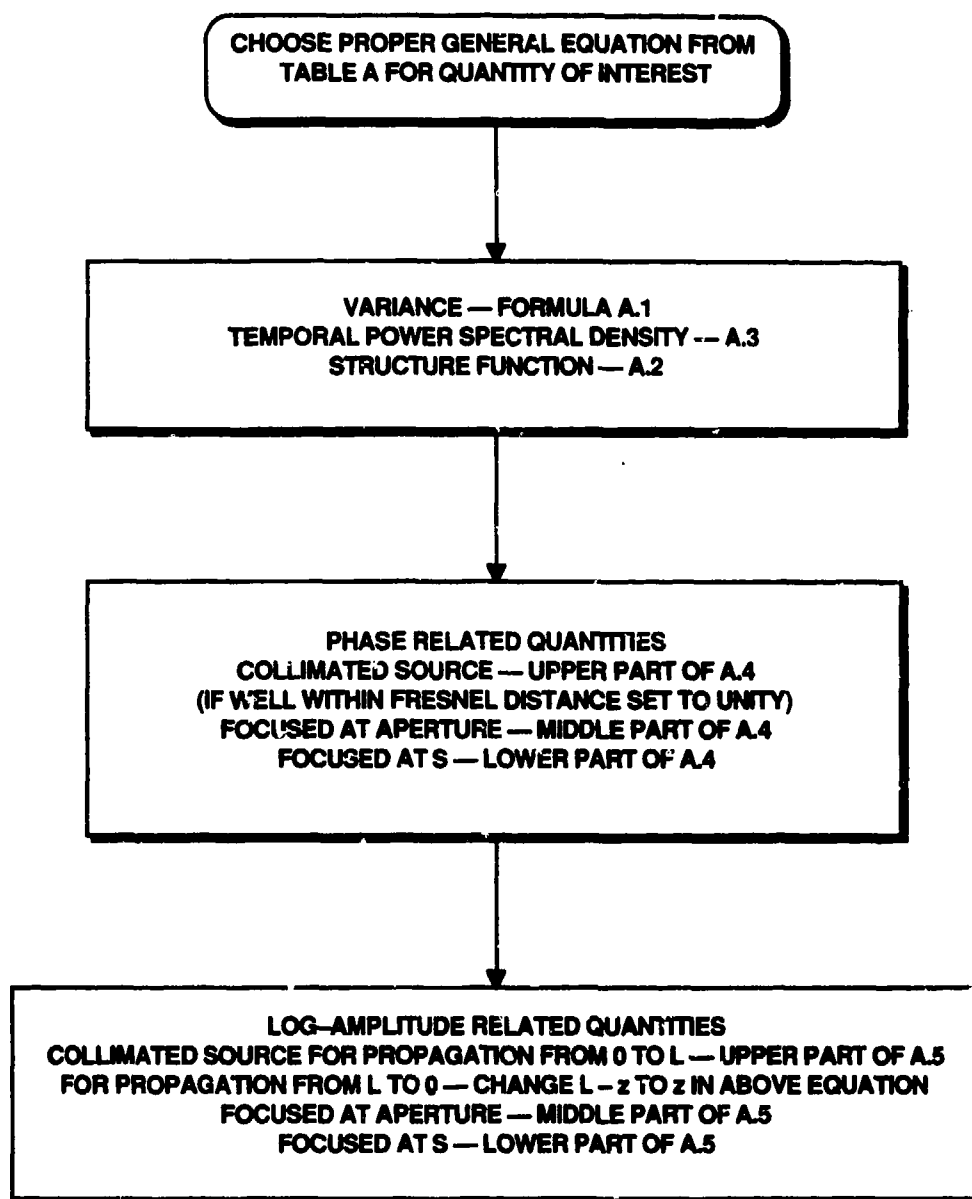 CHOOSE PROPER GENERAL EQUATION FROM
TABLE A FOR QUANTITY OF INTEREST
VARIANCE — FORMULA A.1
TEMPORAL POWER SPECTRAL DENSITY -- A.3
STRUCTURE FUNCTION — A.2
PHASE RELATED QUANTITIES
COLLIMATED SOURCE — UPPER PART OF A.4
(IF WELL WITHIN FRESNEL DISTANCE SET TO UNITY)
FOCUSED AT APERTURE — MIDDLE PART OF A.4
FOCUSED AT S — LOWER PART OF A.4
LOG–AMPLITUDE RELATED QUANTITIES
COLLIMATED SOURCE FOR PROPAGATION FROM 0 TO L — UPPER PART OF A.5
FOR PROPAGATION FROM L TO 0 — CHANGE L – z TO z IN ABOVE EQUATION
FOCUSED AT APERTURE — MIDDLE PART OF A.5
FOCUSED AT S — LOWER PART OF A.5